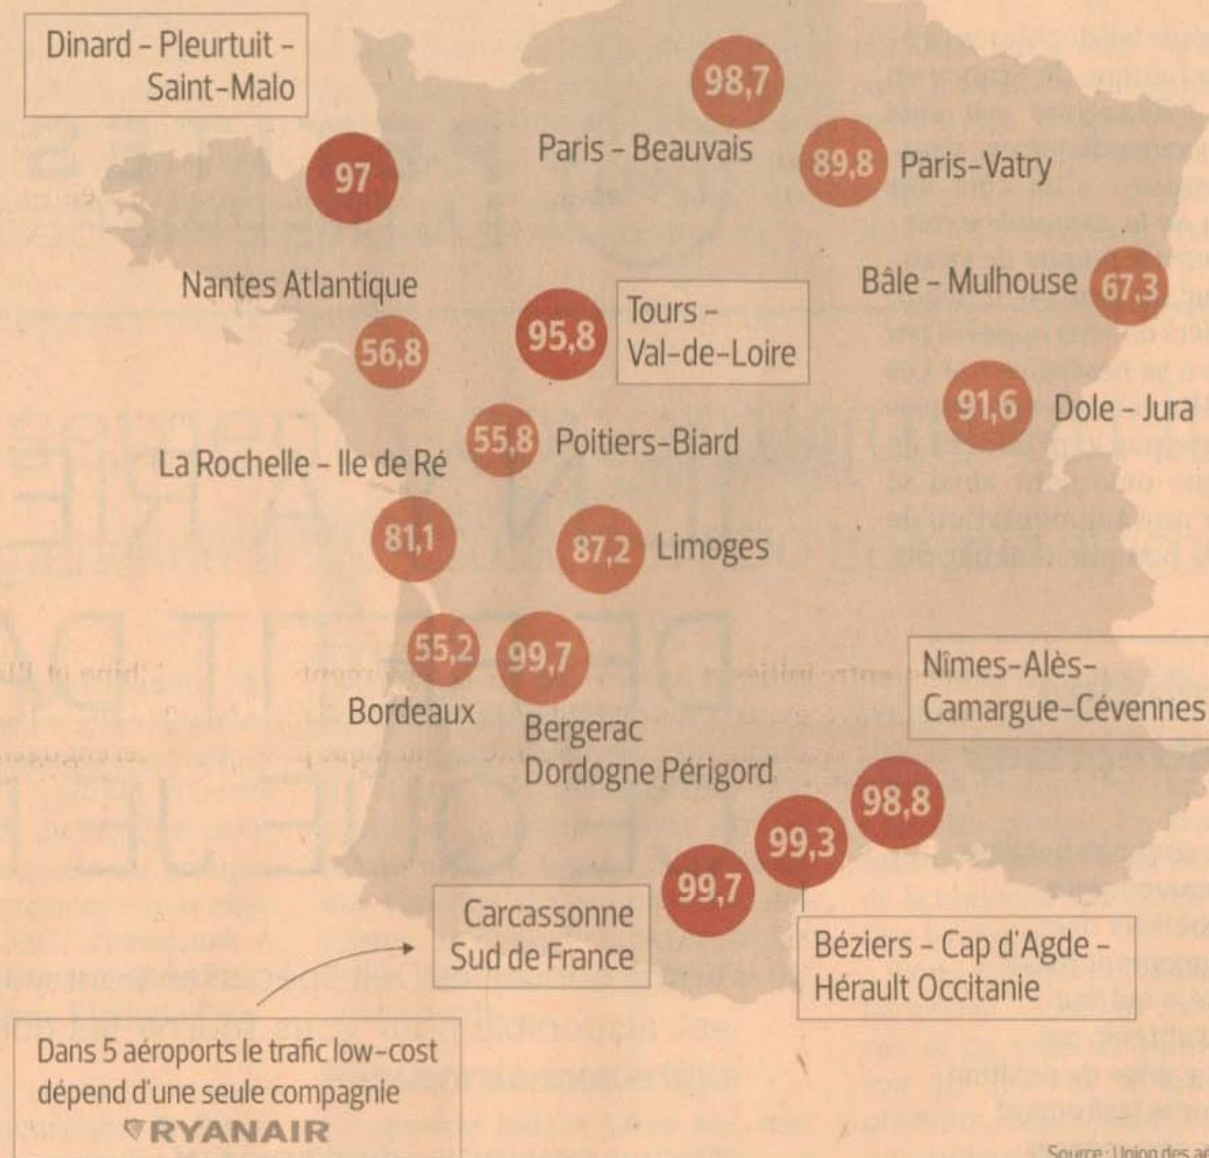 Dinard - Pleurtuit -
Saint-Malo
98,7
Paris - Beauvais
89,8
Paris-Vatry
97
Nantes Atlantique
56,8
95,8
Tours -
Val-de-Loire
Bâle - Mulhouse
67,3
91,6
Dole - Jura
55,8
Poitiers-Biard
La Rochelle - Ile de Ré
81,1
87,2
Limoges
55,2
Bordeaux
99,7
Bergerac
Dordogne Périgord
Nîmes-Alès-
Camargue-Cévennes
98,8
99,3
99,7
Carcassonne
Sud de France
Béziers - Cap d'Agde -
Hérault Occitanie
Dans 5 aéroports le trafic low-cost
dépend d'une seule compagnie
RYANAIR
Source: Union des